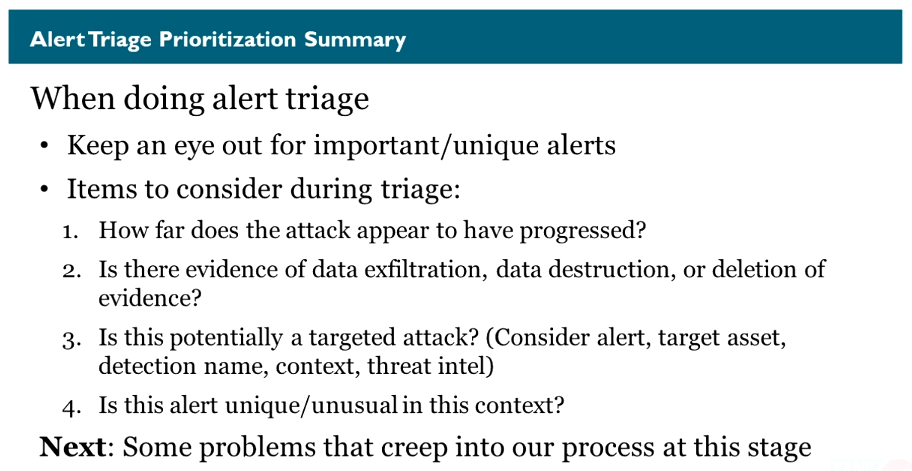 Alert Triage Prioritization Summary
When doing alert triage
• Keep an eye out for important/unique alerts
• Items to consider during triage:
1. How far does the attack appear to have progressed?
2. Is there evidence of data exfiltration, data destruction, or deletion of
evidence?
3. Is this potentially a targeted attack? (Consider alert, target asset,
detection name, context, threat intel)
4. Is this alert unique/unusual in this context?
Next: Some problems that creep into our process at this stage